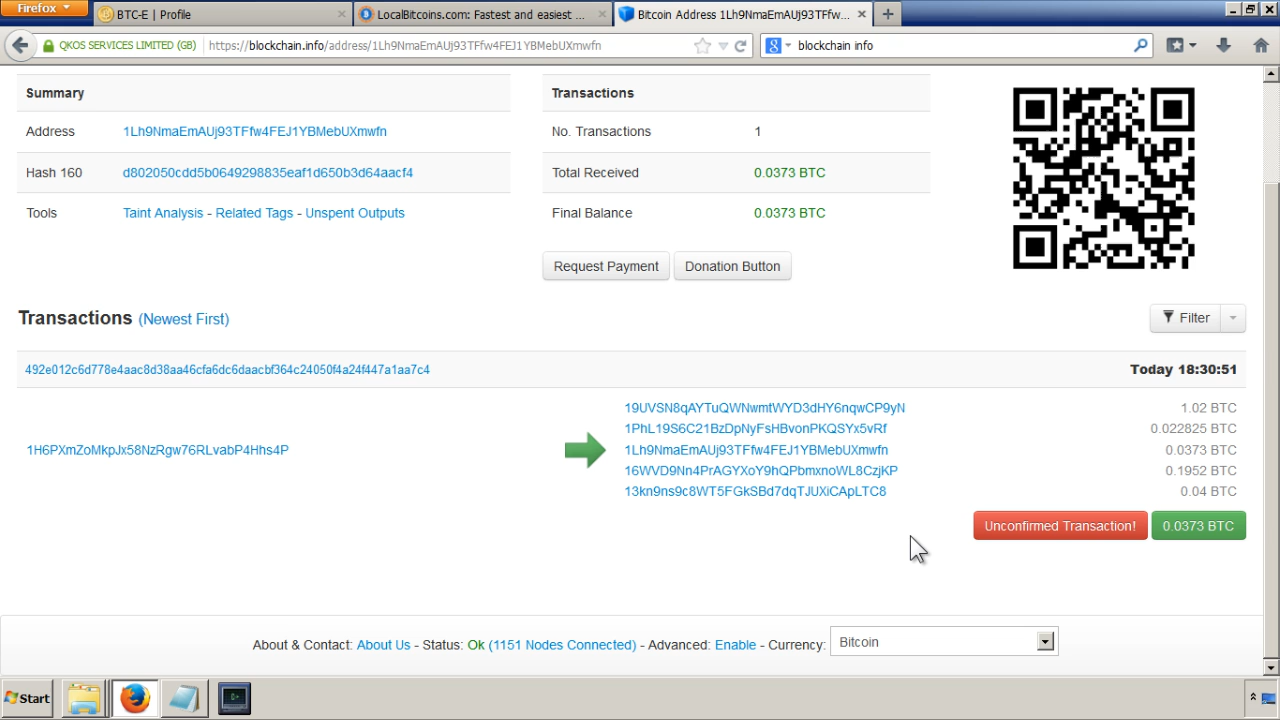 Firefox
BTC-E | Profile
LocalBitcoins.com: Fastest and easiest ...
Bitcoin Address 1Lh9NmaEmAUj93TFfw...
QKOS SERVICES LIMITED (GB)
https://blockchain.info/address/1Lh9NmaEmAUj93TFfw4FEJ1YBMebUXmwfn
blockchain info
Summary
Address 1Lh9NmaEmAUj93TFfw4FEJ1YBMebUXmwfn
Hash 160 d802050cdd5b0649298835eaf1d650b3d64aacf4
Tools Taint Analysis - Related Tags - Unspent Outputs
Transactions
No. Transactions 1
Total Received 0.0373 BTC
Final Balance 0.0373 BTC
Request Payment Donation Button
Transactions (Newest First)
Filter
492e012c6d778e4aac8d38aa46cfa6dc6daacbf364c24050f4a24f447a1aa7c4 Today 18:30:51
1H6PXmZoMkpJx58NzRgw76RLvabP4Hhs4P
19UVSN8qAYTuQWNwmtWYD3dHY6nqwCP9yN 1.02 BTC
1PhL19S6C21BzDpNyFsHBvonPKQSYx5vRf 0.022825 BTC
1Lh9NmaEmAUj93TFfw4FEJ1YBMebUXmwfn 0.0373 BTC
16WVD9Nn4PrAGYXoY9hQPbmxnoWL8CzjKP 0.1952 BTC
13kn9ns9c8WT5FGkSBd7dqTJUXiCApLTC8 0.04 BTC
Unconfirmed Transaction! 0.0373 BTC
About & Contact: About Us - Status: Ok (1151 Nodes Connected) - Advanced: Enable - Currency: Bitcoin
Start